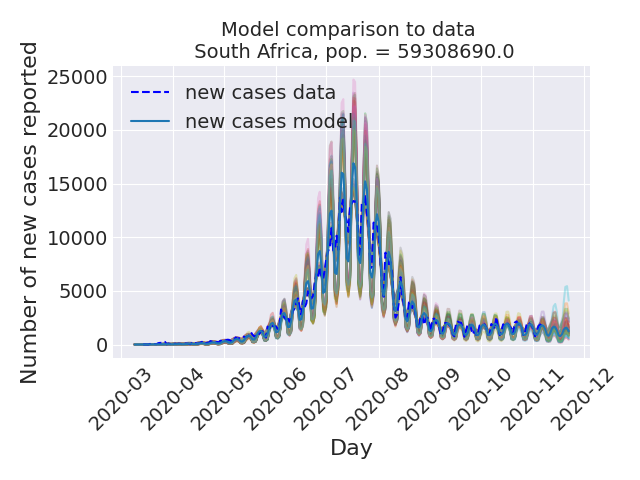 Model comparison to data
South Africa, pop. = 59308690.0
Number of new cases reported
25000
20000
15000
10000
5000
0
new cases data
new cases model
2020-03
2020-04
2020-05
2020-06
2020-07
2020-08
2020-09
2020-10
2020-11
2020-12
Day